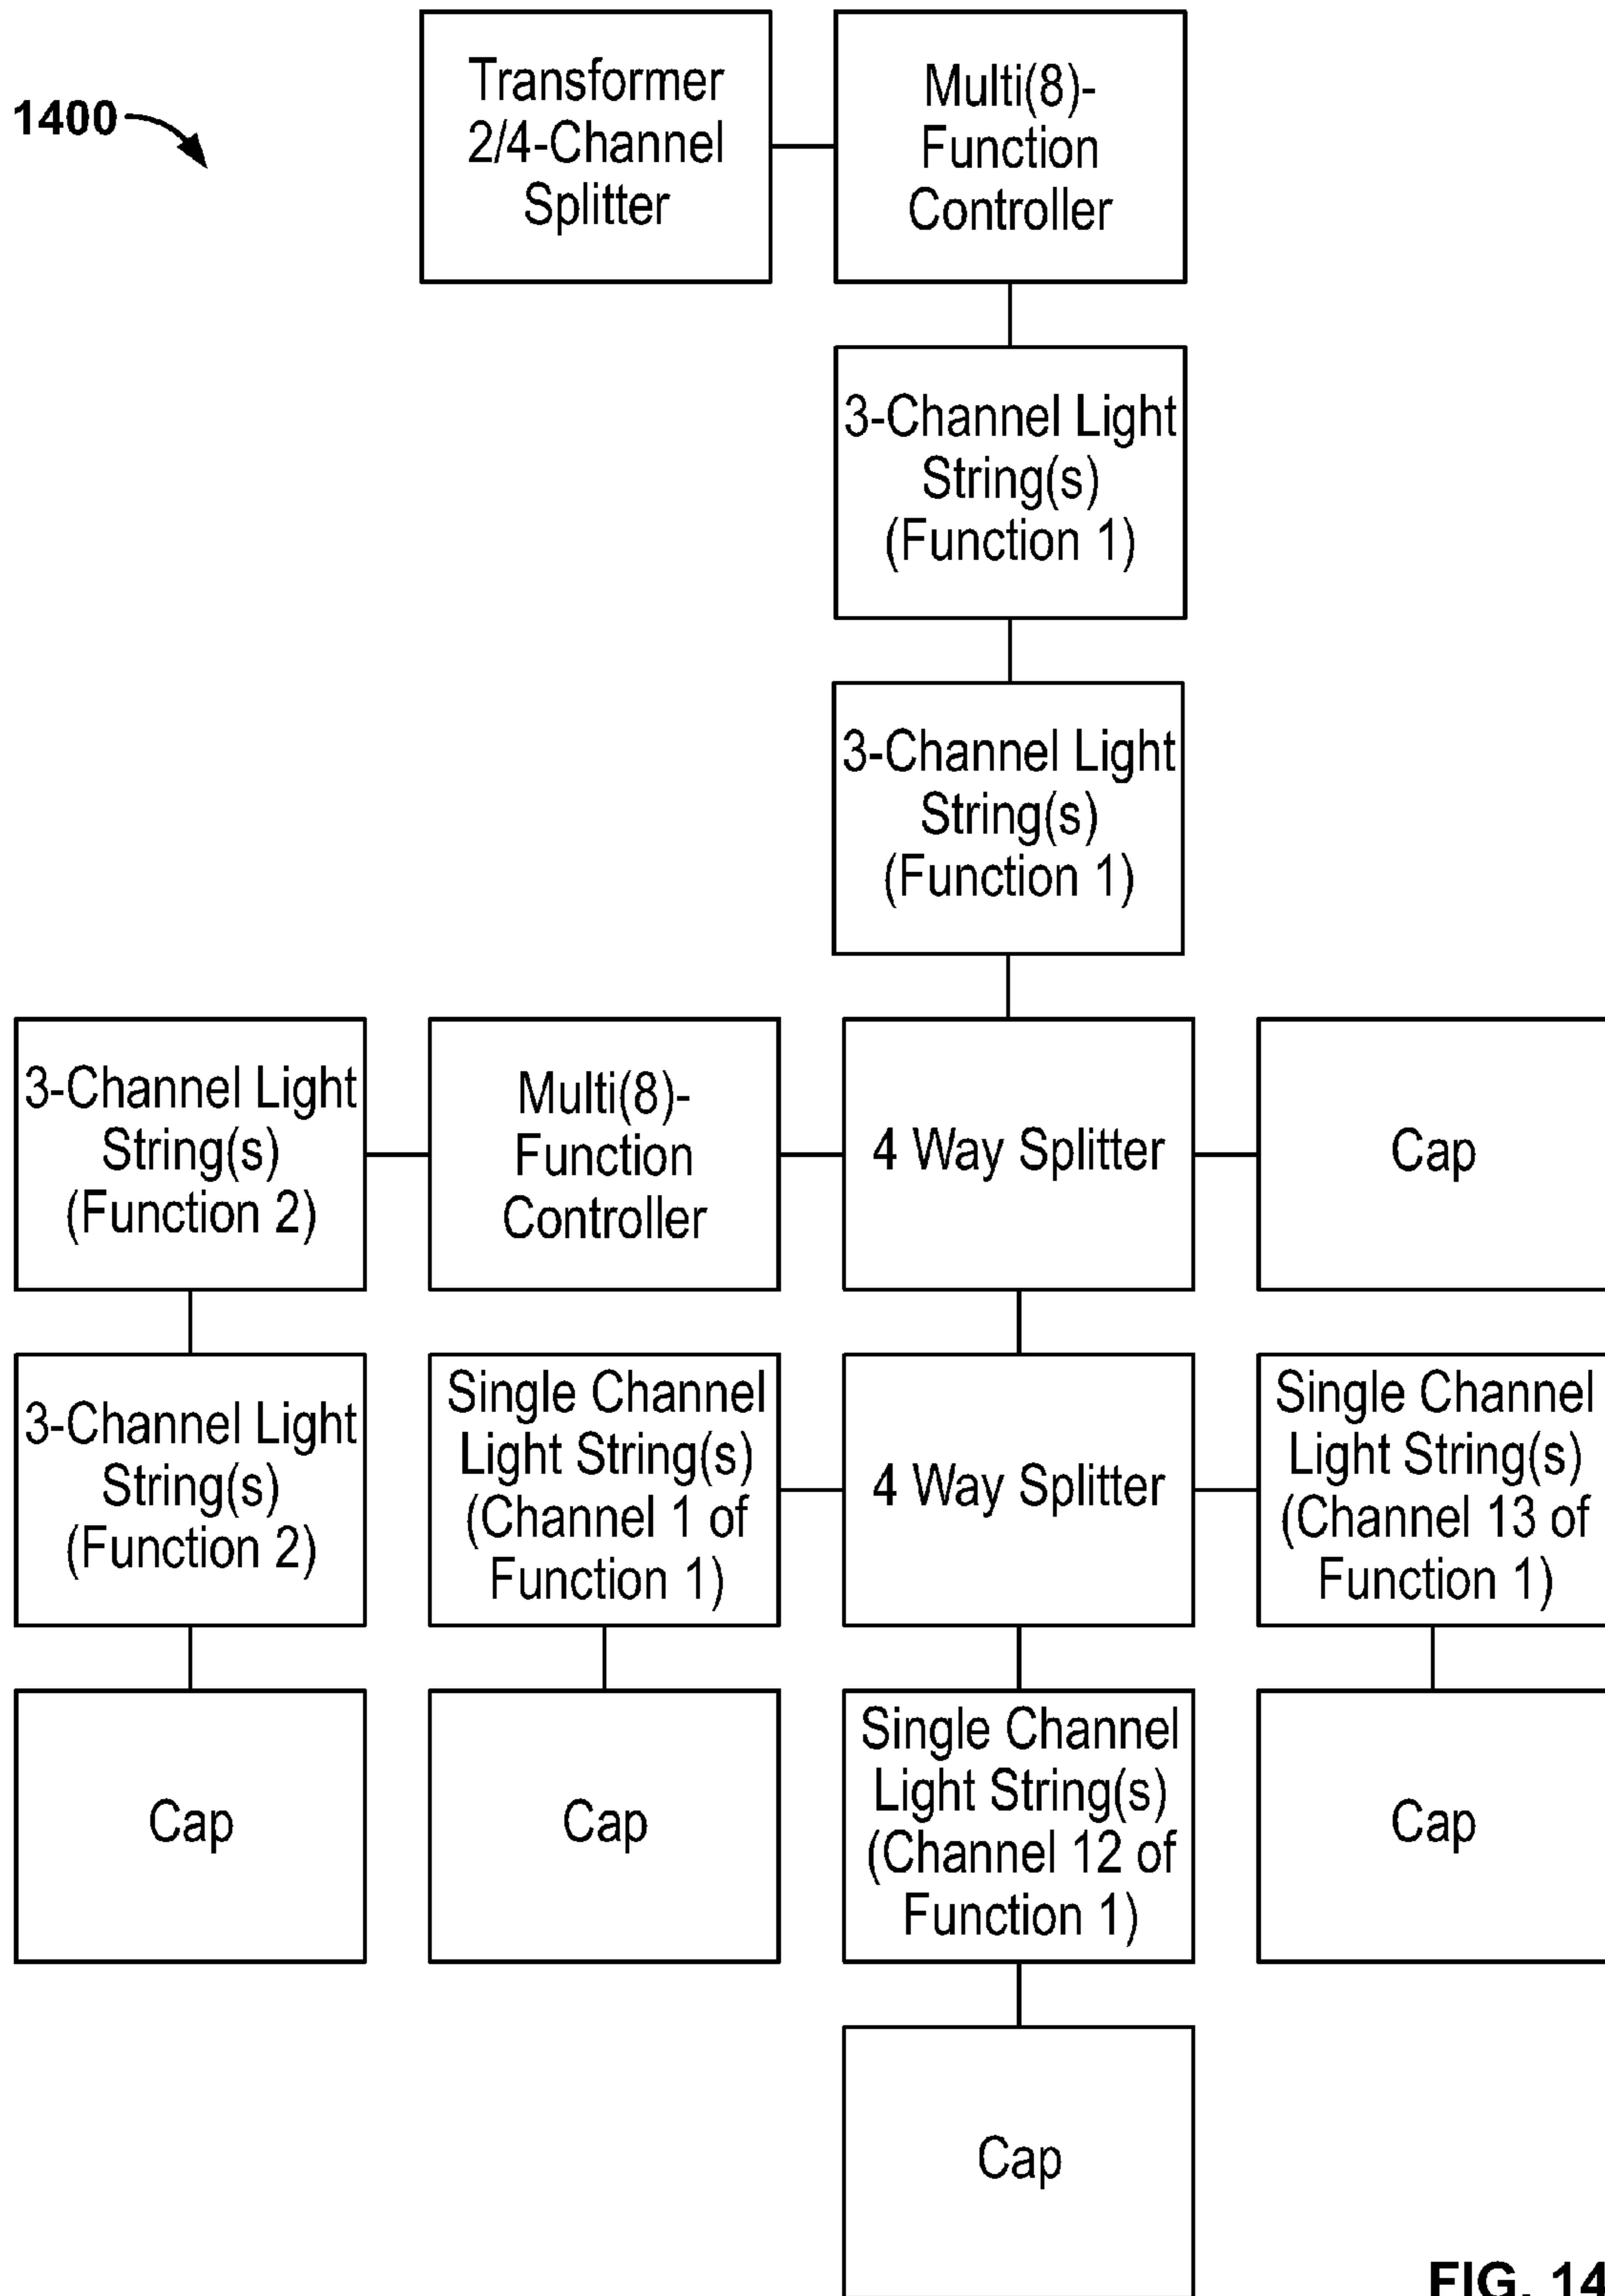 1400
Transformer
2/4-Channel
Splitter
Multi(8)-
Function
Controller
3-Channel Light
String(s)
(Function 1)
3-Channel Light
String(s)
(Function 1)
3-Channel Light
String(s)
(Function 2)
Multi(8)-
Function
Controller
4 Way Splitter
Cap
3-Channel Light
String(s)
(Function 2)
Single Channel
Light String(s)
(Channel 1 of
Function 1)
4 Way Splitter
Single Channel
Light String(s)
(Channel 13 of
Function 1)
Cap
Cap
Single Channel
Light String(s)
(Channel 12 of
Function 1)
Cap
Cap
FIG. 14